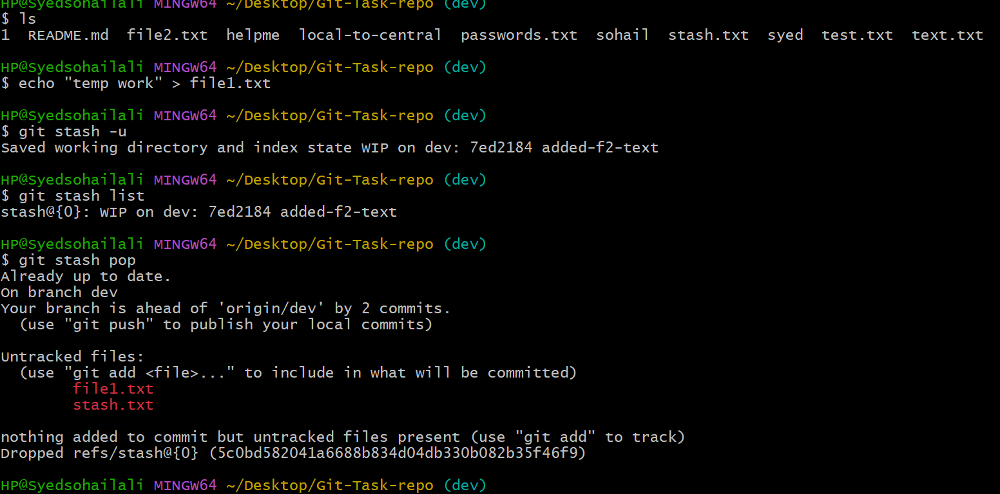 HP@Syedsohailali MINGW64 ~/Desktop/Git-Task-repo (dev)
$ ls
1  README.md  file2.txt  helpme  local-to-central  passwords.txt  sohail  stash.txt  syed  test.txt  text.txt

HP@Syedsohailali MINGW64 ~/Desktop/Git-Task-repo (dev)
$ echo "temp work" > file1.txt

HP@Syedsohailali MINGW64 ~/Desktop/Git-Task-repo (dev)
$ git stash -u
Saved working directory and index state WIP on dev: 7ed2184 added-f2-text

HP@Syedsohailali MINGW64 ~/Desktop/Git-Task-repo (dev)
$ git stash list
stash@{0}: WIP on dev: 7ed2184 added-f2-text

HP@Syedsohailali MINGW64 ~/Desktop/Git-Task-repo (dev)
$ git stash pop
Already up to date.
On branch dev
Your branch is ahead of 'origin/dev' by 2 commits.
  (use "git push" to publish your local commits)

Untracked files:
  (use "git add <file>..." to include in what will be committed)
        file1.txt
        stash.txt

nothing added to commit but untracked files present (use "git add" to track)
Dropped refs/stash@{0} (5c0bd582041a6688b834d04db330b082b35f46f9)

HP@Syedsohailali MINGW64 ~/Desktop/Git-Task-repo (dev)